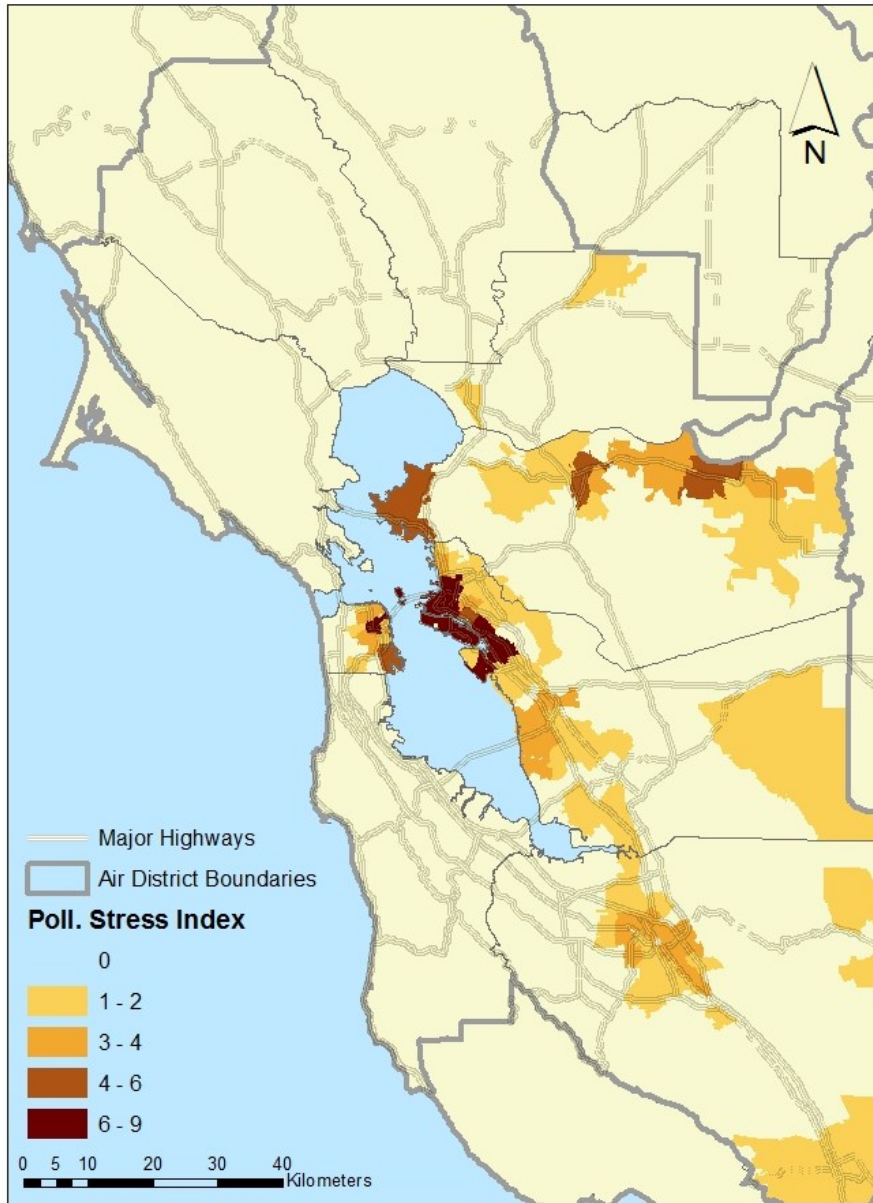 N
Major Highways
Air District Boundaries
Poll. Stress Index
0
1 - 2
3 - 4
4 - 6
6 - 9
0 5 10 20 30 40
Kilometers